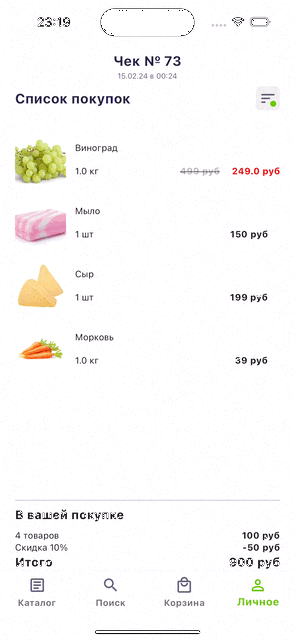 23:19
Чек № 73
15.02.24 в 00:24
Список покупок
Виноград
1.0 кг 499 руб 249.0 руб
Мыло
1 шт 150 руб
Сыр
1 шт 199 руб
Морковь
1.0 кг 39 руб
В вашей покупке
4 товаров 100 руб
Скидка 10% -50 руб
Итого 900 руб
Каталог Поиск Корзина Личное